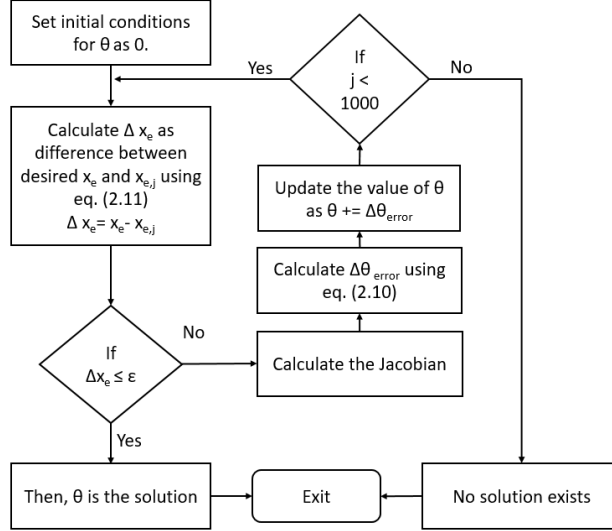 Set initial conditions
for θ as 0.
Yes
If
j <
1000
No
Calculate Δ xₑ as
difference between
desired xₑ and xₑ,ⱼ using
eq. (2.11)
Δ xₑ= xₑ- xₑ,ⱼ
Update the value of θ
as θ += Δθerror
Calculate Δθ error using
eq. (2.10)
No
If
Δxₑ ≤ ε
Calculate the Jacobian
Yes
Then, θ is the solution
Exit
No solution exists